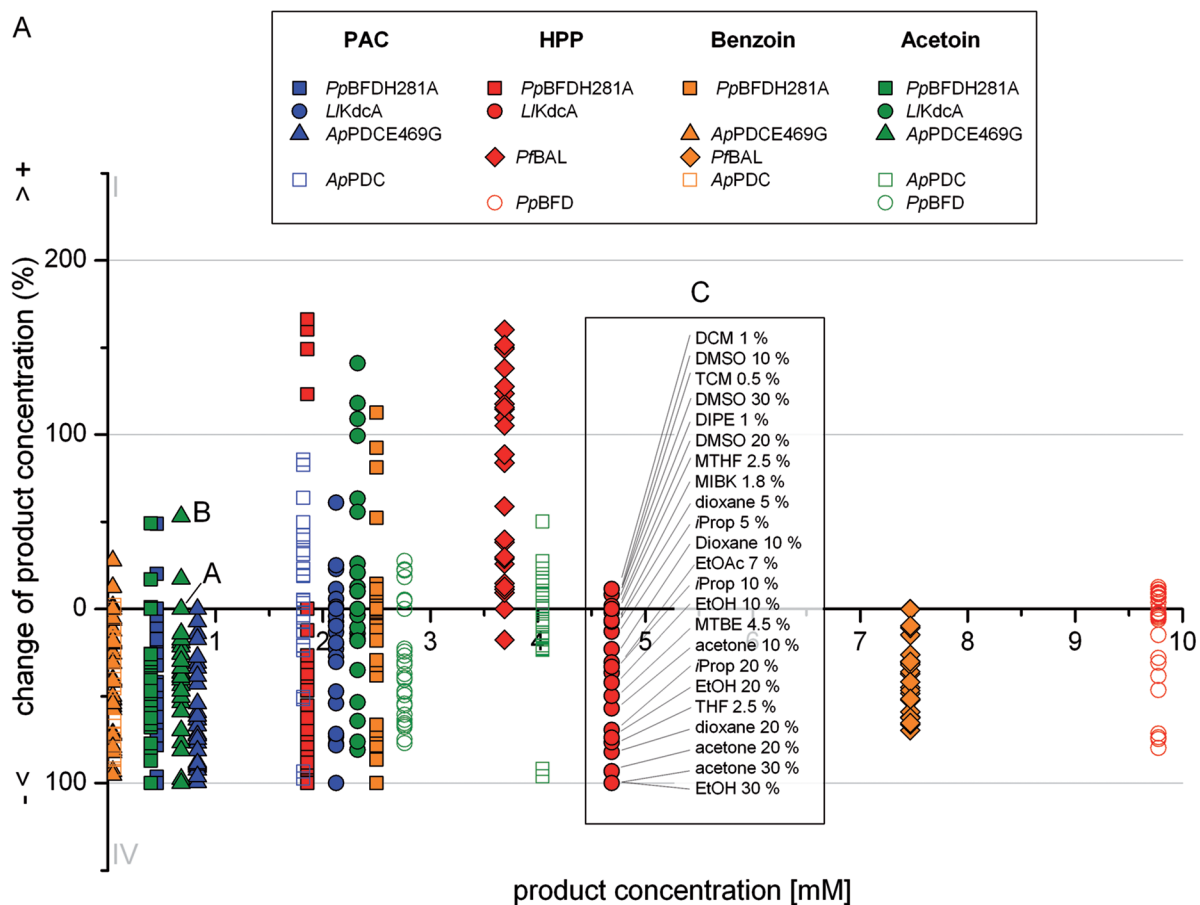 A
PAC HPP Benzoin Acetoin
PpBFDH281A PpBFDH281A PpBFDH281A PpBFDH281A
LlKdcA LlKdcA LlKdcA
ApPDCE469G ApPDCE469G ApPDCE469G
PfBAL PfBAL
ApPDC ApPDC ApPDC
PpBFD PpBFD
> +
I
200
100
0
100
- <
IV
change of product concentration (%)
B
A
C
DCM 1 %
DMSO 10 %
TCM 0.5 %
DMSO 30 %
DIPE 1 %
DMSO 20 %
MTHF 2.5 %
MIBK 1.8 %
dioxane 5 %
iProp 5 %
Dioxane 10 %
EtOAc 7 %
iProp 10 %
EtOH 10 %
MTBE 4.5 %
acetone 10 %
iProp 20 %
EtOH 20 %
THF 2.5 %
dioxane 20 %
acetone 20 %
acetone 30 %
EtOH 30 %
1 2 3 4 5 6 7 8 9 10
product concentration [mM]